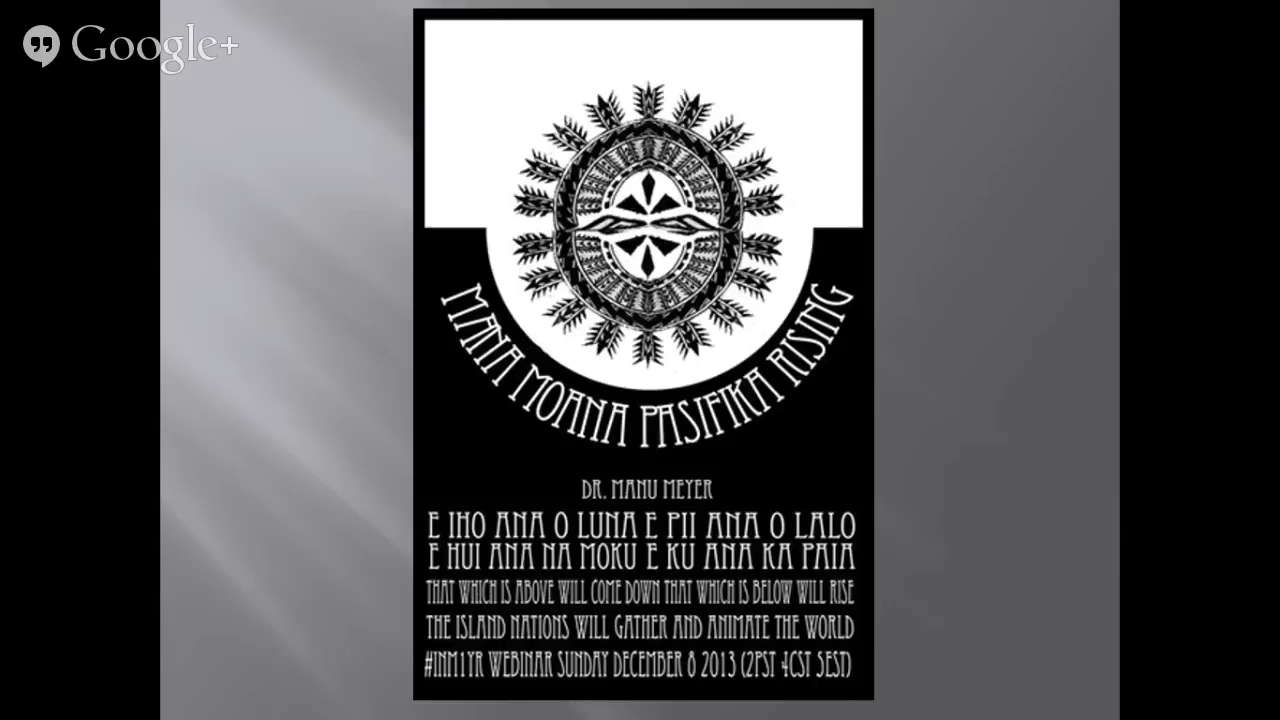 Google+
MANA MOANA PASIFIKA RISING
DR. MANU MEYER
E IHO ANA O LUNA E PII ANA O LALO
E HUI ANA NA MOKU E KU ANA KA PAIA
THAT WHICH IS ABOVE WILL COME DOWN THAT WHICH IS BELOW WILL RISE
THE ISLAND NATIONS WILL GATHER AND ANIMATE THE WORLD
#INM1YR WEBINAR SUNDAY DECEMBER 8 2013 (2PST 4CST 5EST)